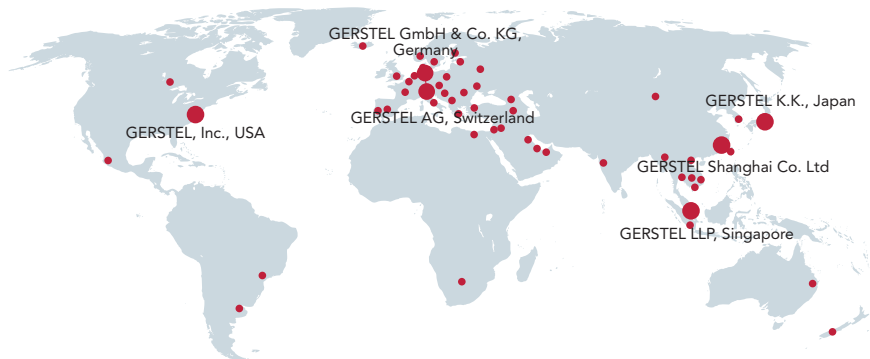 GERSTEL GmbH & Co. KG,
Germany
GERSTEL K.K., Japan
GERSTEL AG, Switzerland
GERSTEL, Inc., USA
GERSTEL Shanghai Co. Ltd
GERSTEL LLP, Singapore